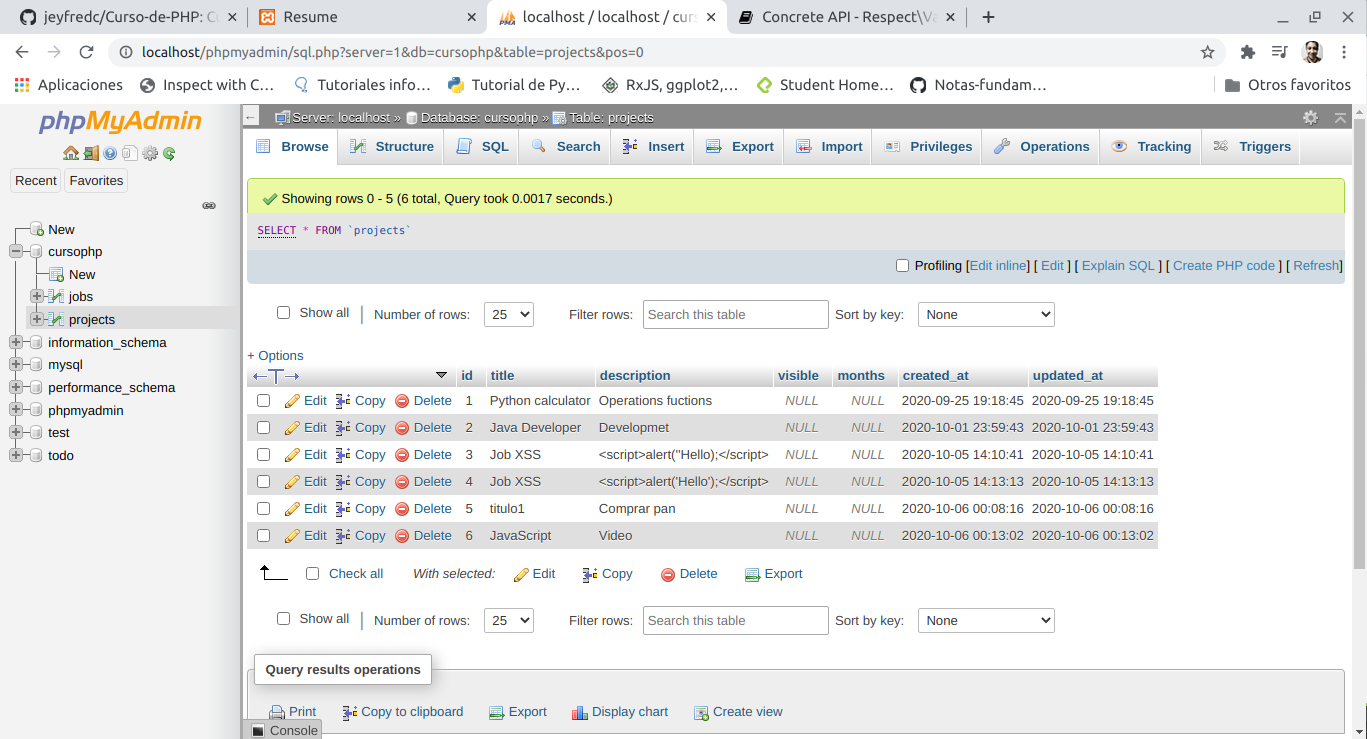 jeyfredc/Curso-de-PHP: C
Resume
localhost / localhost / curs
Concrete API - Respect\Va
localhost/phpmyadmin/sql.php?server=1&db=cursophp&table=projects&pos=0
Aplicaciones
Inspect with C...
Tutoriales info...
Tutorial de Py...
RxJS, ggplot2,...
Student Home...
Notas-fundam...
Otros favoritos
phpMyAdmin
Recent
Favorites
New
cursophp
New
jobs
projects
information_schema
mysql
performance_schema
phpmyadmin
test
todo
Server: localhost » Database: cursophp » Table: projects
Browse Structure SQL Search Insert Export Import Privileges Operations Tracking Triggers
Showing rows 0 - 5 (6 total, Query took 0.0017 seconds.)
SELECT * FROM `projects`
Profiling [Edit inline] [ Edit ] [ Explain SQL ] [ Create PHP code ] [ Refresh]
Show all Number of rows: 25 Filter rows: Search this table Sort by key: None
+ Options
id title description visible months created_at updated_at
Edit Copy Delete 1 Python calculator Operations fuctions NULL NULL 2020-09-25 19:18:45 2020-09-25 19:18:45
Edit Copy Delete 2 Java Developer Developmet NULL NULL 2020-10-01 23:59:43 2020-10-01 23:59:43
Edit Copy Delete 3 Job XSS <script>alert("Hello);</script> NULL NULL 2020-10-05 14:10:41 2020-10-05 14:10:41
Edit Copy Delete 4 Job XSS <script>alert('Hello');</script> NULL NULL 2020-10-05 14:13:13 2020-10-05 14:13:13
Edit Copy Delete 5 titulo1 Comprar pan NULL NULL 2020-10-06 00:08:16 2020-10-06 00:08:16
Edit Copy Delete 6 JavaScript Video NULL NULL 2020-10-06 00:13:02 2020-10-06 00:13:02
Check all With selected: Edit Copy Delete Export
Show all Number of rows: 25 Filter rows: Search this table Sort by key: None
Query results operations
Print Copy to clipboard Export Display chart Create view
Console